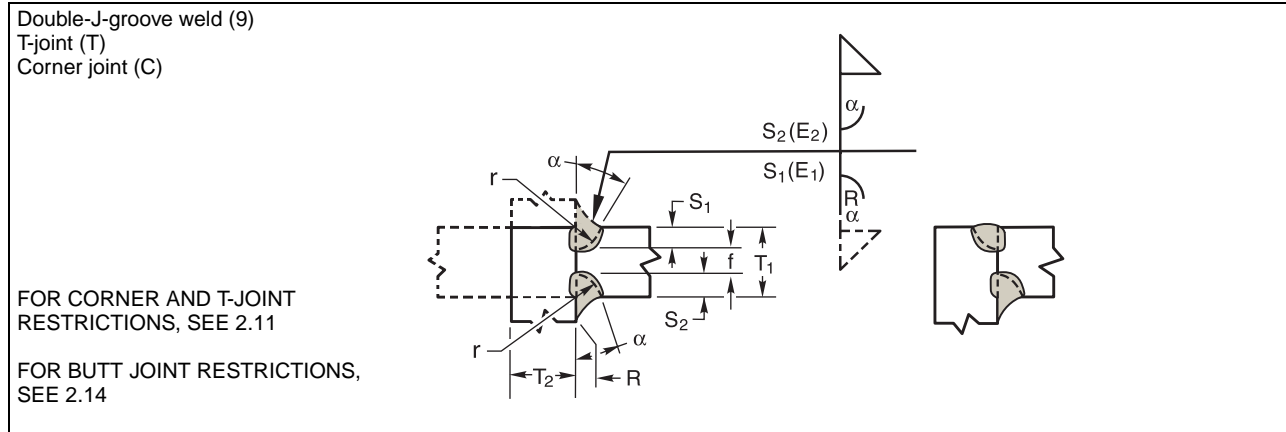 Double-J-groove weld (9)
T-joint (T)
Corner joint (C)
α
S₂(E₂)
S₁(E₁)
R
α
α
r
S₁
f
T₁
S₂
r
α
T₂
R
FOR CORNER AND T-JOINT
RESTRICTIONS, SEE 2.11
FOR BUTT JOINT RESTRICTIONS,
SEE 2.14